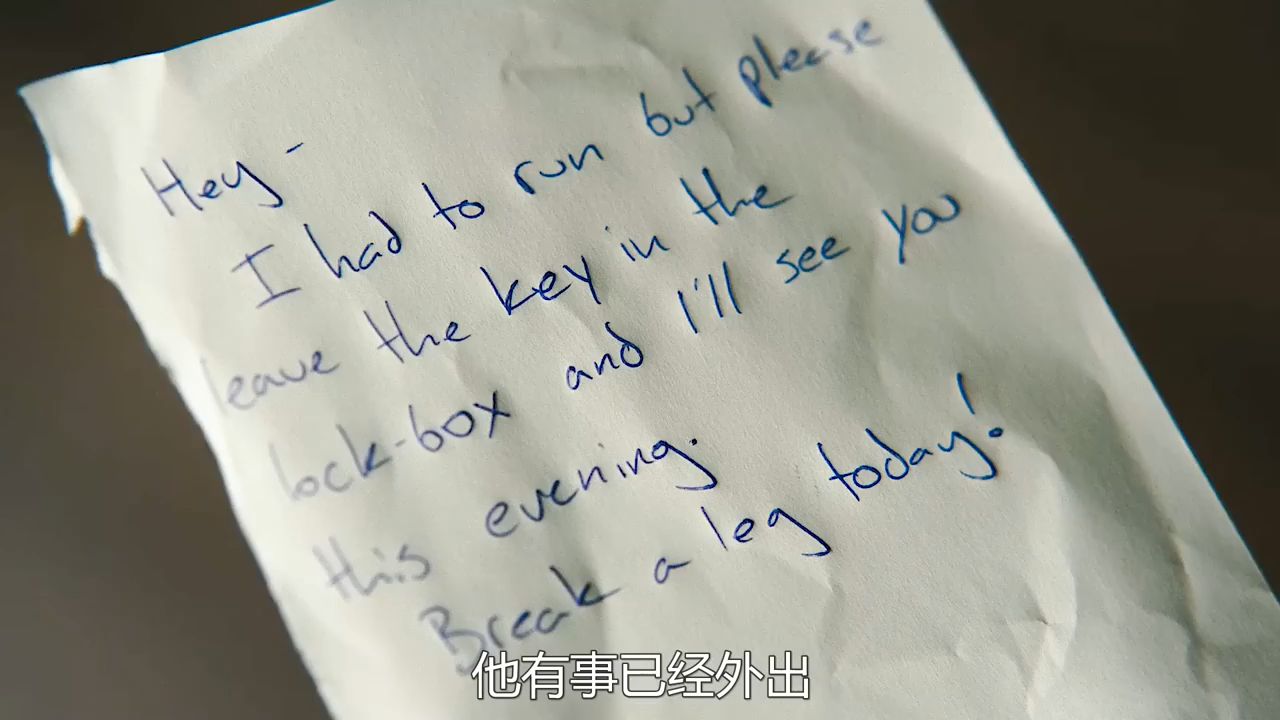 Hey -
I had to run but please
leave the key in the
lock-box and I'll see you
this evening.
Break a leg today!
他有事已经外出